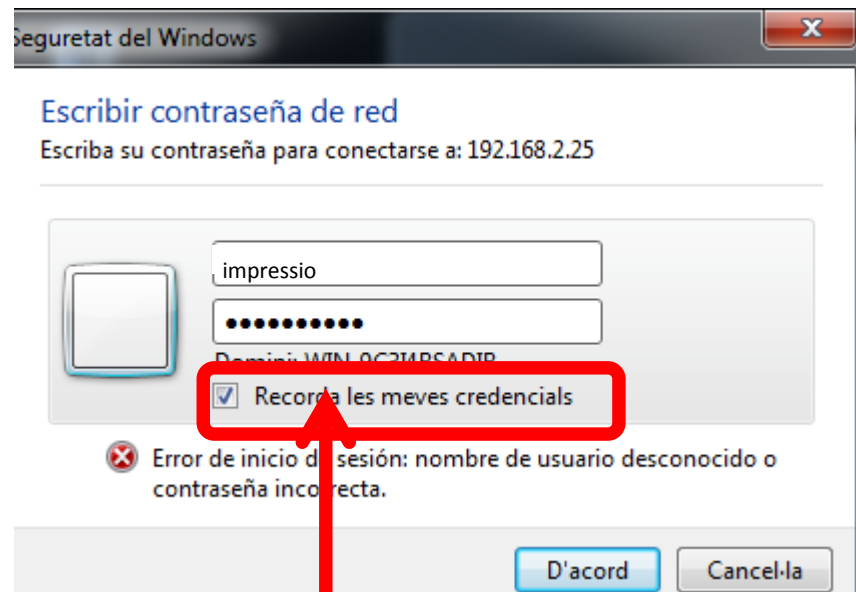 Seguretat del Windows
Escribir contraseña de red
Escriba su contraseña para conectarse a: 192.168.2.25
impressio
●●●●●●●●●●
Domini:
Recorda les meves credencials
Error de inicio de sesión: nombre de usuario desconocido o
contraseña incorrecta.
D'acord
Cancel·la